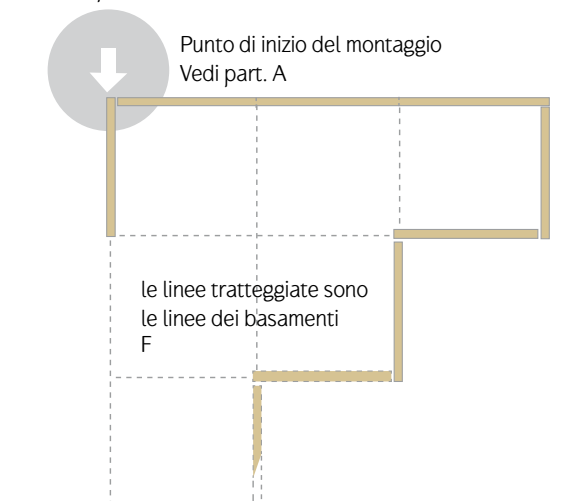 Punto di inizio del montaggio
Vedi part. A
le linee tratteggiate sono
le linee dei basamenti
F